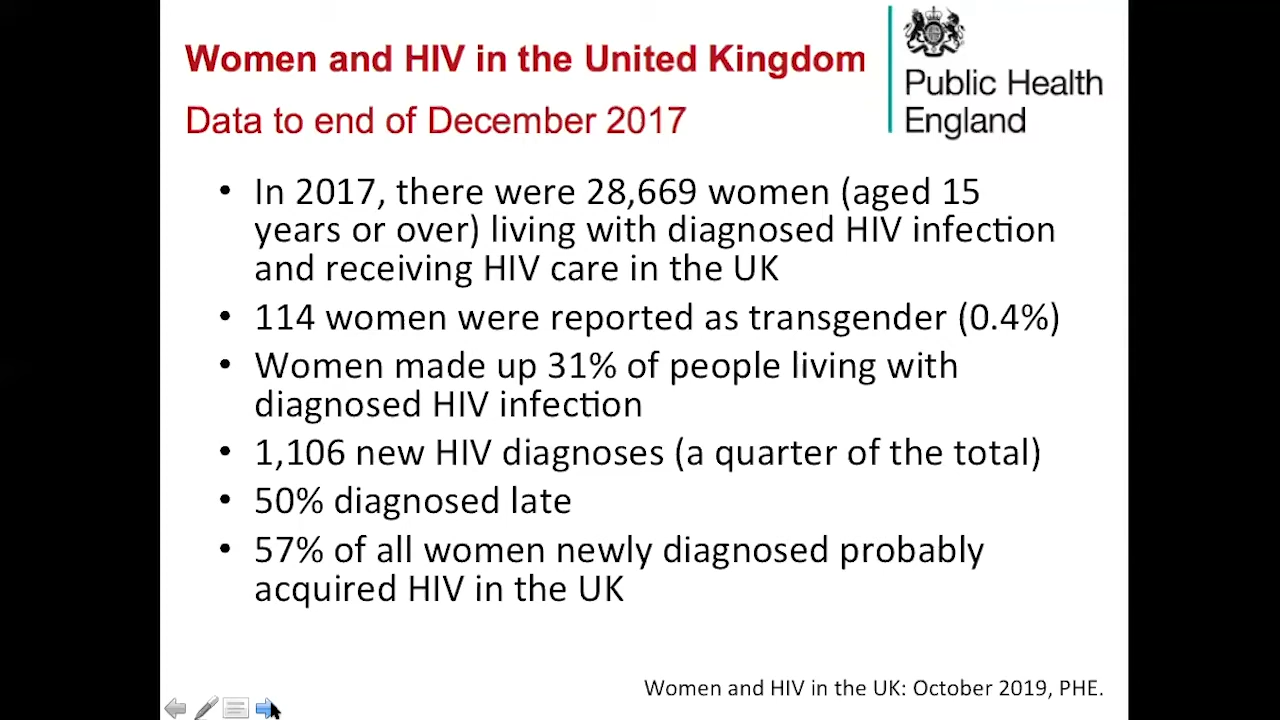 Women and HIV in the United Kingdom
Data to end of December 2017
Public Health
England
• In 2017, there were 28,669 women (aged 15
years or over) living with diagnosed HIV infection
and receiving HIV care in the UK
• 114 women were reported as transgender (0.4%)
• Women made up 31% of people living with
diagnosed HIV infection
• 1,106 new HIV diagnoses (a quarter of the total)
• 50% diagnosed late
• 57% of all women newly diagnosed probably
acquired HIV in the UK
Women and HIV in the UK: October 2019, PHE.